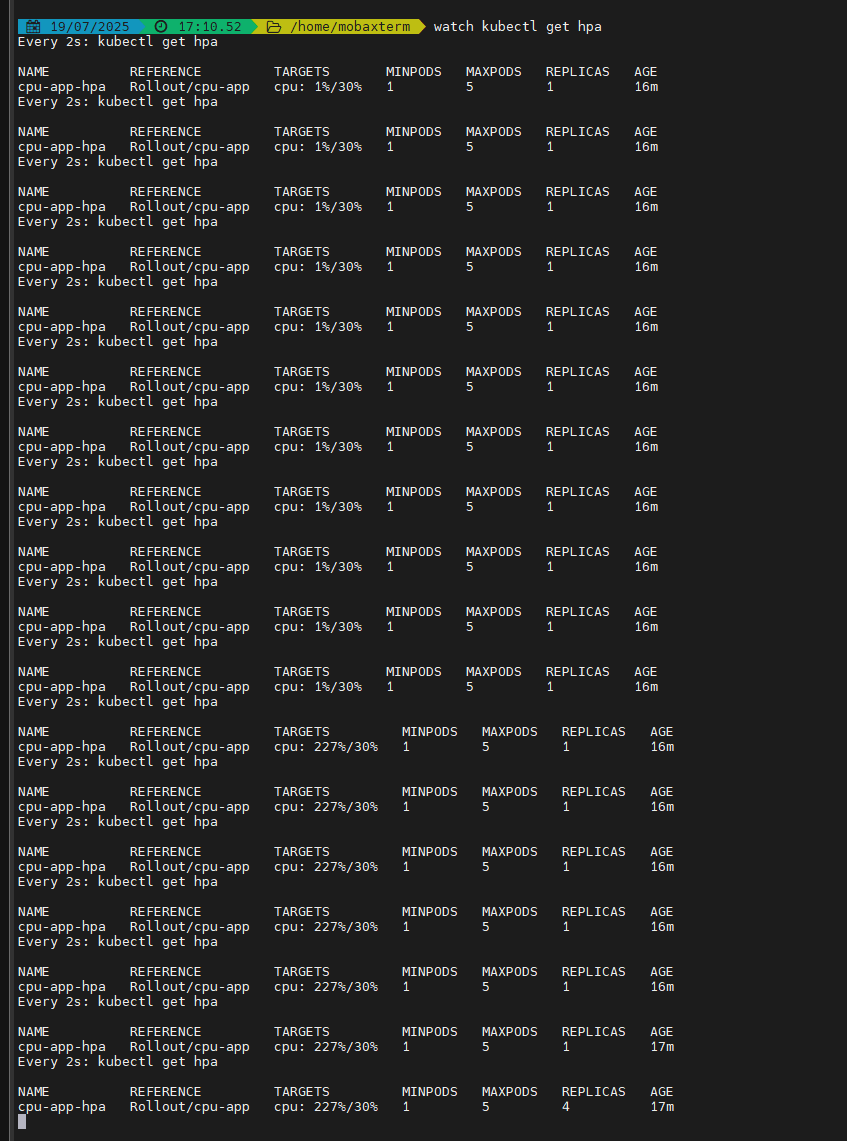 19/07/2025 17:10.52 /home/mobaxterm watch kubectl get hpa
Every 2s: kubectl get hpa
NAME REFERENCE TARGETS MINPODS MAXPODS REPLICAS AGE
cpu-app-hpa Rollout/cpu-app cpu: 1%/30% 1 5 1 16m
Every 2s: kubectl get hpa
NAME REFERENCE TARGETS MINPODS MAXPODS REPLICAS AGE
cpu-app-hpa Rollout/cpu-app cpu: 1%/30% 1 5 1 16m
Every 2s: kubectl get hpa
NAME REFERENCE TARGETS MINPODS MAXPODS REPLICAS AGE
cpu-app-hpa Rollout/cpu-app cpu: 1%/30% 1 5 1 16m
Every 2s: kubectl get hpa
NAME REFERENCE TARGETS MINPODS MAXPODS REPLICAS AGE
cpu-app-hpa Rollout/cpu-app cpu: 1%/30% 1 5 1 16m
Every 2s: kubectl get hpa
NAME REFERENCE TARGETS MINPODS MAXPODS REPLICAS AGE
cpu-app-hpa Rollout/cpu-app cpu: 1%/30% 1 5 1 16m
Every 2s: kubectl get hpa
NAME REFERENCE TARGETS MINPODS MAXPODS REPLICAS AGE
cpu-app-hpa Rollout/cpu-app cpu: 1%/30% 1 5 1 16m
Every 2s: kubectl get hpa
NAME REFERENCE TARGETS MINPODS MAXPODS REPLICAS AGE
cpu-app-hpa Rollout/cpu-app cpu: 1%/30% 1 5 1 16m
Every 2s: kubectl get hpa
NAME REFERENCE TARGETS MINPODS MAXPODS REPLICAS AGE
cpu-app-hpa Rollout/cpu-app cpu: 1%/30% 1 5 1 16m
Every 2s: kubectl get hpa
NAME REFERENCE TARGETS MINPODS MAXPODS REPLICAS AGE
cpu-app-hpa Rollout/cpu-app cpu: 1%/30% 1 5 1 16m
Every 2s: kubectl get hpa
NAME REFERENCE TARGETS MINPODS MAXPODS REPLICAS AGE
cpu-app-hpa Rollout/cpu-app cpu: 1%/30% 1 5 1 16m
Every 2s: kubectl get hpa
NAME REFERENCE TARGETS MINPODS MAXPODS REPLICAS AGE
cpu-app-hpa Rollout/cpu-app cpu: 1%/30% 1 5 1 16m
Every 2s: kubectl get hpa
NAME REFERENCE TARGETS MINPODS MAXPODS REPLICAS AGE
cpu-app-hpa Rollout/cpu-app cpu: 227%/30% 1 5 1 16m
Every 2s: kubectl get hpa
NAME REFERENCE TARGETS MINPODS MAXPODS REPLICAS AGE
cpu-app-hpa Rollout/cpu-app cpu: 227%/30% 1 5 1 16m
Every 2s: kubectl get hpa
NAME REFERENCE TARGETS MINPODS MAXPODS REPLICAS AGE
cpu-app-hpa Rollout/cpu-app cpu: 227%/30% 1 5 1 16m
Every 2s: kubectl get hpa
NAME REFERENCE TARGETS MINPODS MAXPODS REPLICAS AGE
cpu-app-hpa Rollout/cpu-app cpu: 227%/30% 1 5 1 16m
Every 2s: kubectl get hpa
NAME REFERENCE TARGETS MINPODS MAXPODS REPLICAS AGE
cpu-app-hpa Rollout/cpu-app cpu: 227%/30% 1 5 1 16m
Every 2s: kubectl get hpa
NAME REFERENCE TARGETS MINPODS MAXPODS REPLICAS AGE
cpu-app-hpa Rollout/cpu-app cpu: 227%/30% 1 5 1 17m
Every 2s: kubectl get hpa
NAME REFERENCE TARGETS MINPODS MAXPODS REPLICAS AGE
cpu-app-hpa Rollout/cpu-app cpu: 227%/30% 1 5 4 17m